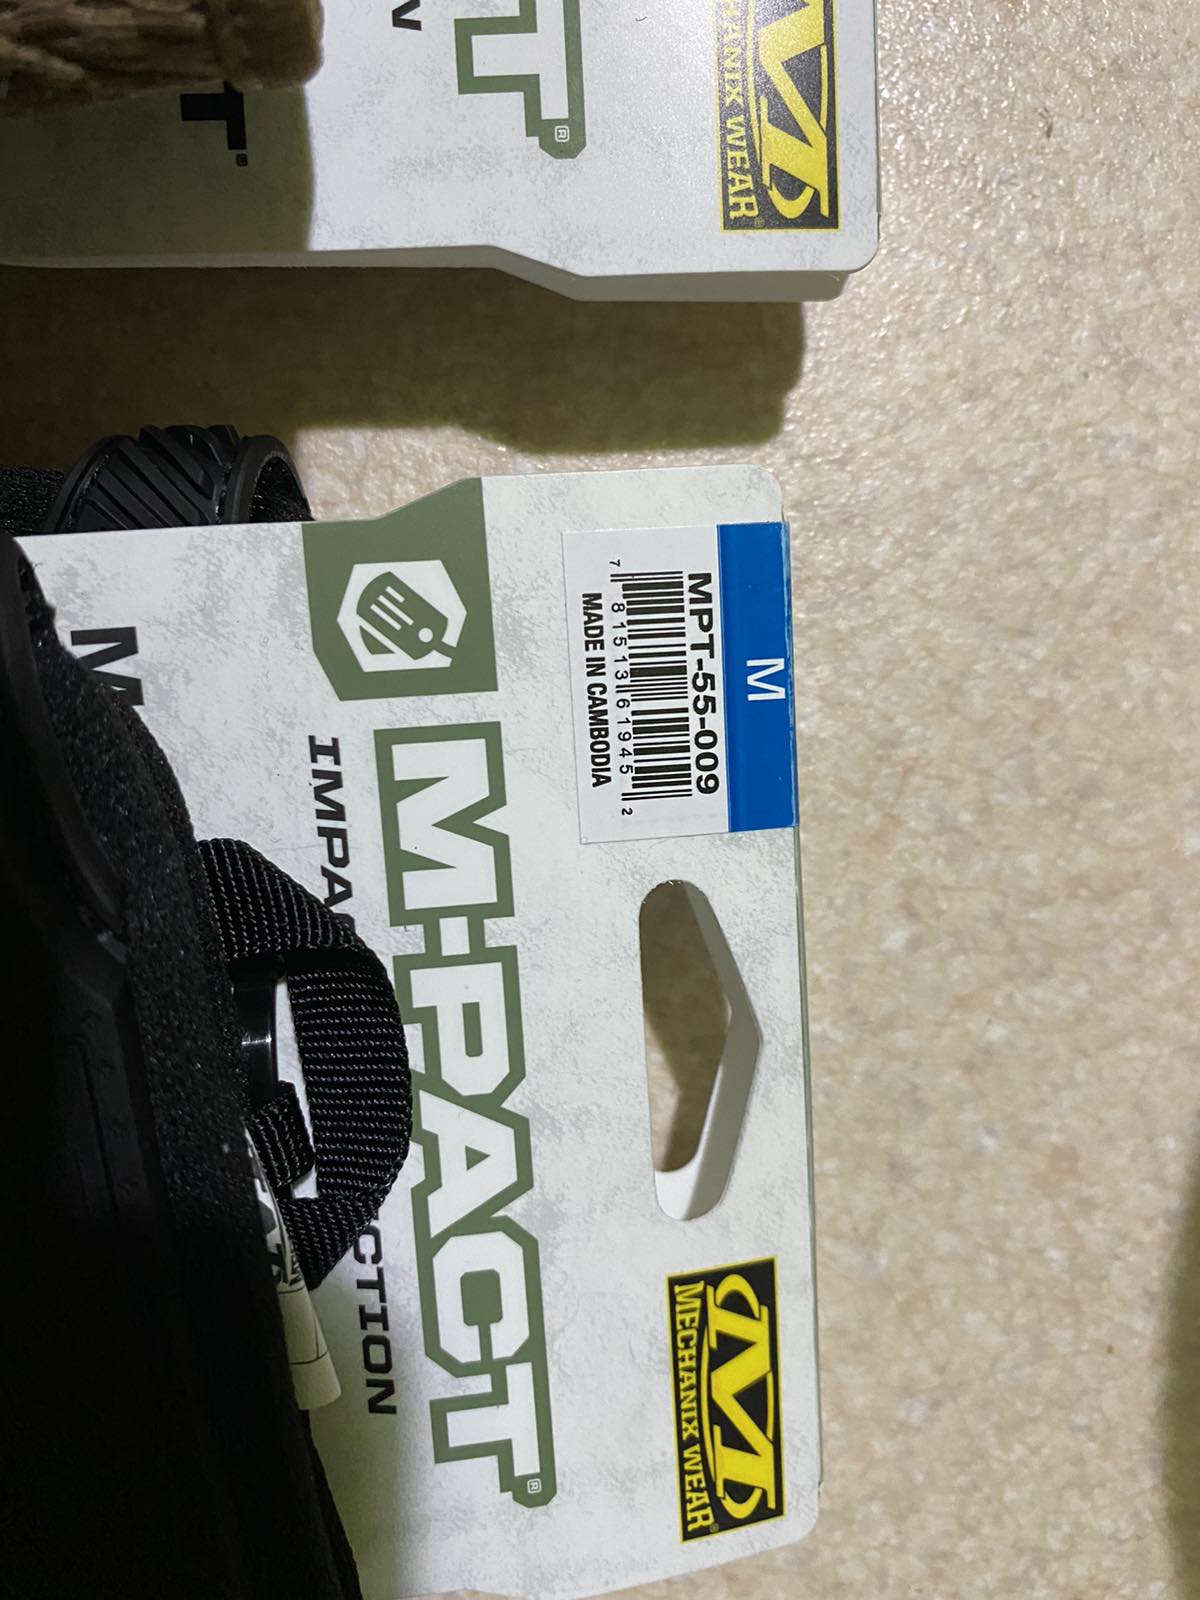 M
MPT-55-009
7 81513 61945 2
MADE IN CAMBODIA
M-PACT®
MECHANIX WEAR®
MECHANIX WEAR®